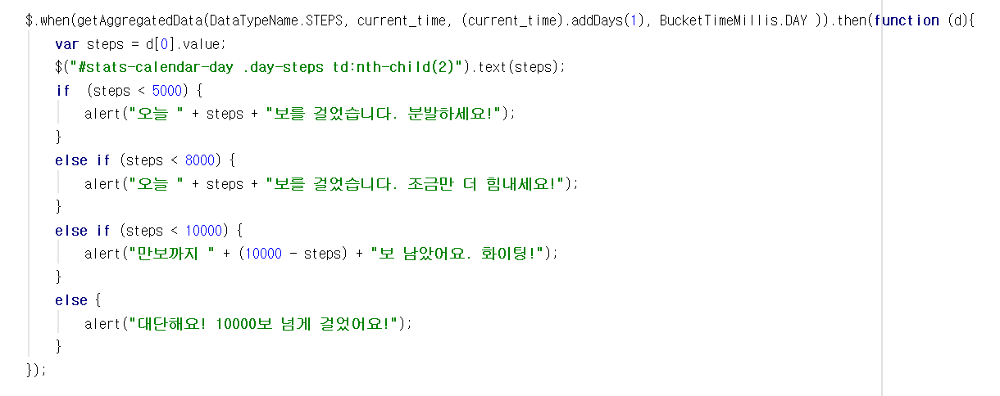 $.when(getAggregatedData(DataTypeName.STEPS, current_time, (current_time).addDays(1), BucketTimeMillis.DAY )).then(function (d){
var steps = d[0].value;
$("#stats-calendar-day .day-steps td:nth-child(2)").text(steps);
if  (steps < 5000) {
alert("오늘 " + steps + "보를 걸었습니다. 분발하세요!");
}
else if (steps < 8000) {
alert("오늘 " + steps + "보를 걸었습니다. 조금만 더 힘내세요!");
}
else if (steps < 10000) {
alert("만보까지 " + (10000 - steps) + "보 남았어요. 화이팅!");
}
else {
alert("대단해요! 10000보 넘게 걸었어요!");
}
});